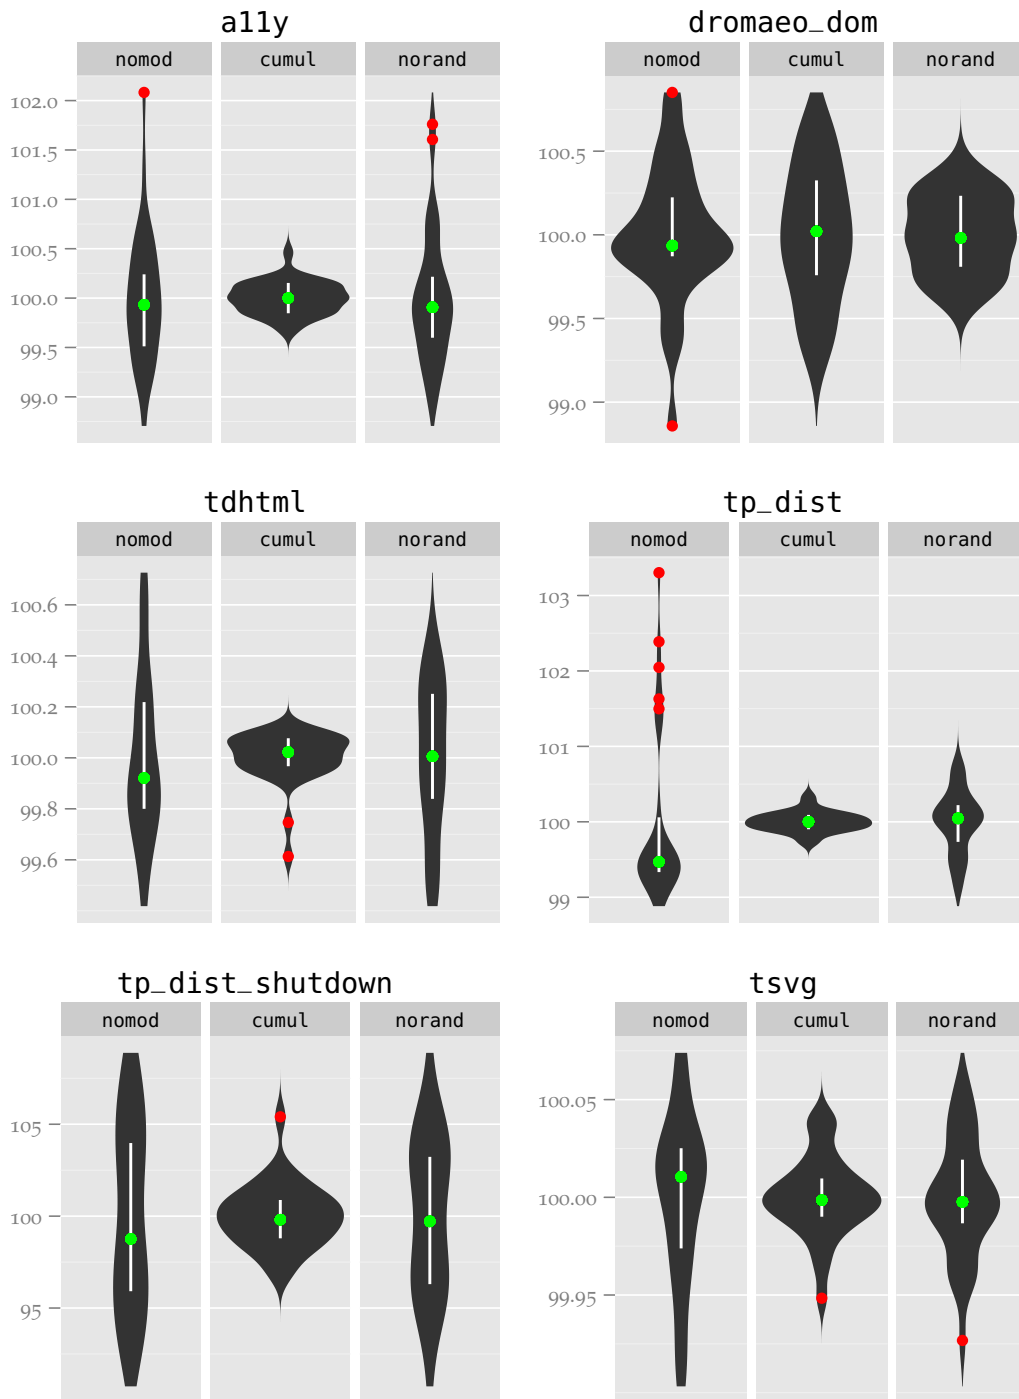 a11y
nomod cumul norand
102.0
101.5
101.0
100.5
100.0
99.5
99.0
dromaeo_dom
nomod cumul norand
100.5
100.0
99.5
99.0
tdhtml
nomod cumul norand
100.6
100.4
100.2
100.0
99.8
99.6
tp_dist
nomod cumul norand
103
102
101
100
99
tp_dist_shutdown
nomod cumul norand
105
100
95
tsvg
nomod cumul norand
100.05
100.00
99.95